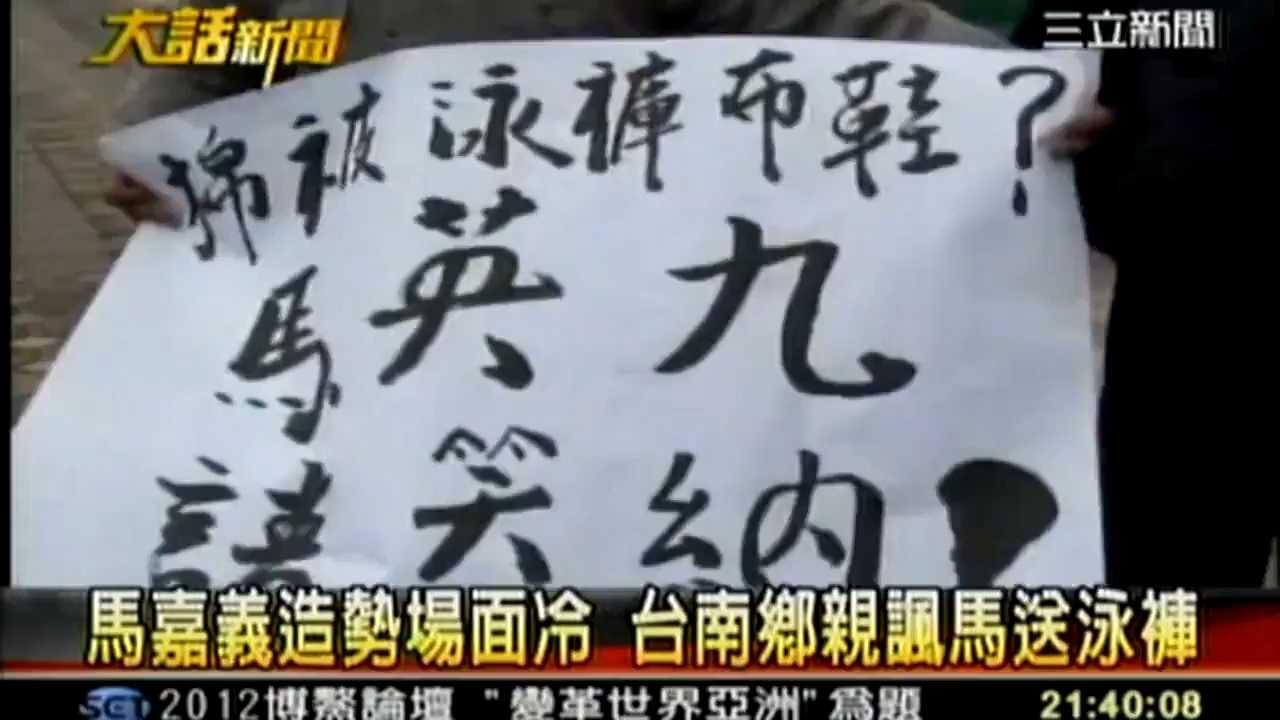 大話新聞
三立新聞
綿被泳褲布鞋?
馬英九
請笑納!
馬嘉義造勢場面冷 台南鄉親諷馬送泳褲
SET 2012博鰲論壇 "變革世界亞洲"為題 21:40:08